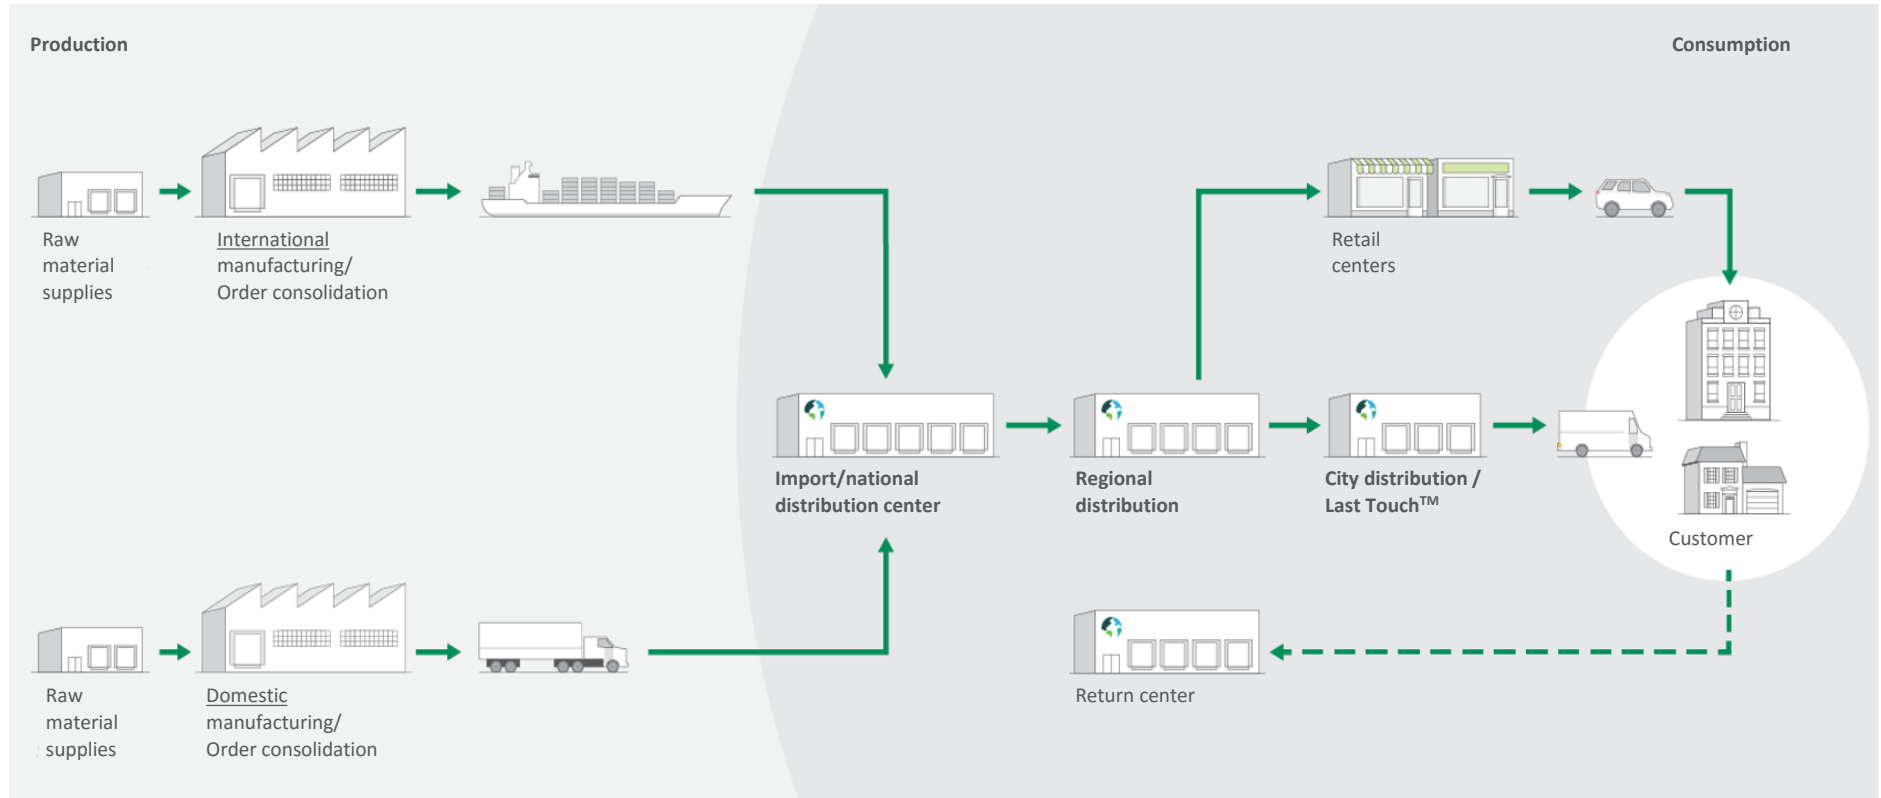 Production
Consumption
Raw
material
supplies
International
manufacturing/
Order consolidation
Retail
centers
Import/national
distribution center
Regional
distribution
City distribution /
Last Touch™
Customer
Return center
Raw
material
supplies
Domestic
manufacturing/
Order consolidation